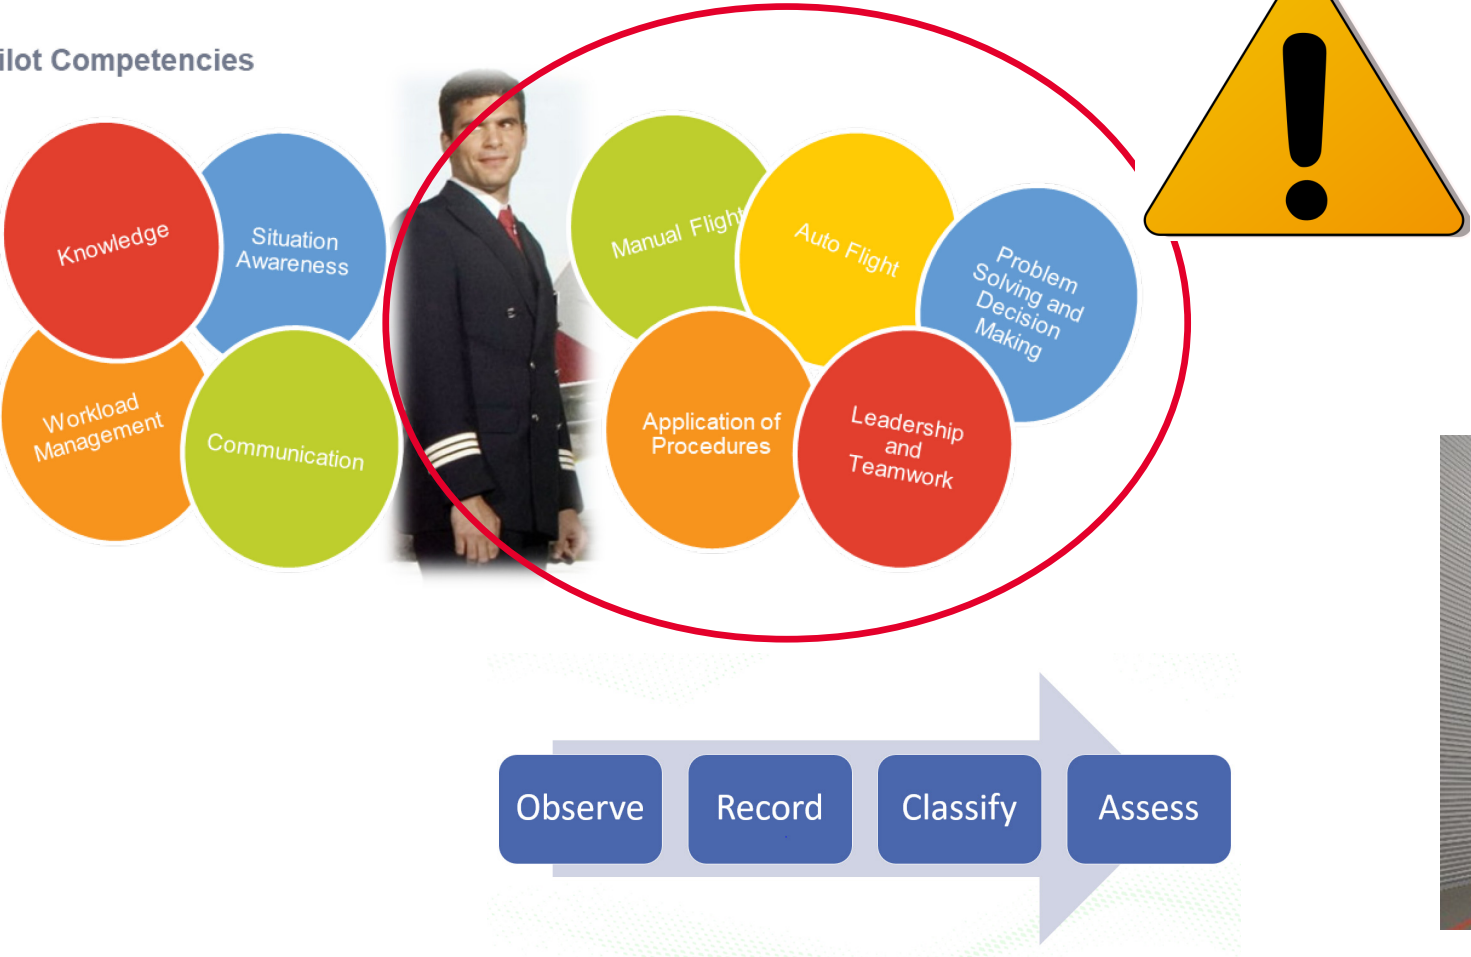 ilot Competencies
Knowledge
Situation
Awareness
Workload
Management
Communication
Manual Flight
Auto Flight
Problem
Solving and
Decision
Making
Application of
Procedures
Leadership
and
Teamwork
Observe
Record
Classify
Assess